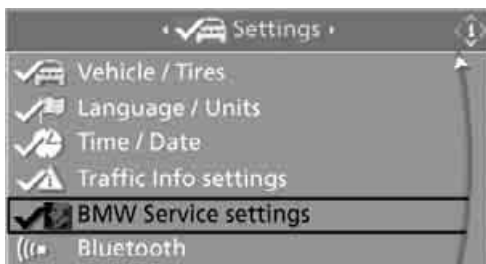 Settings
Vehicle / Tires
Language / Units
Time / Date
Traffic Info settings
BMW Service settings
Bluetooth